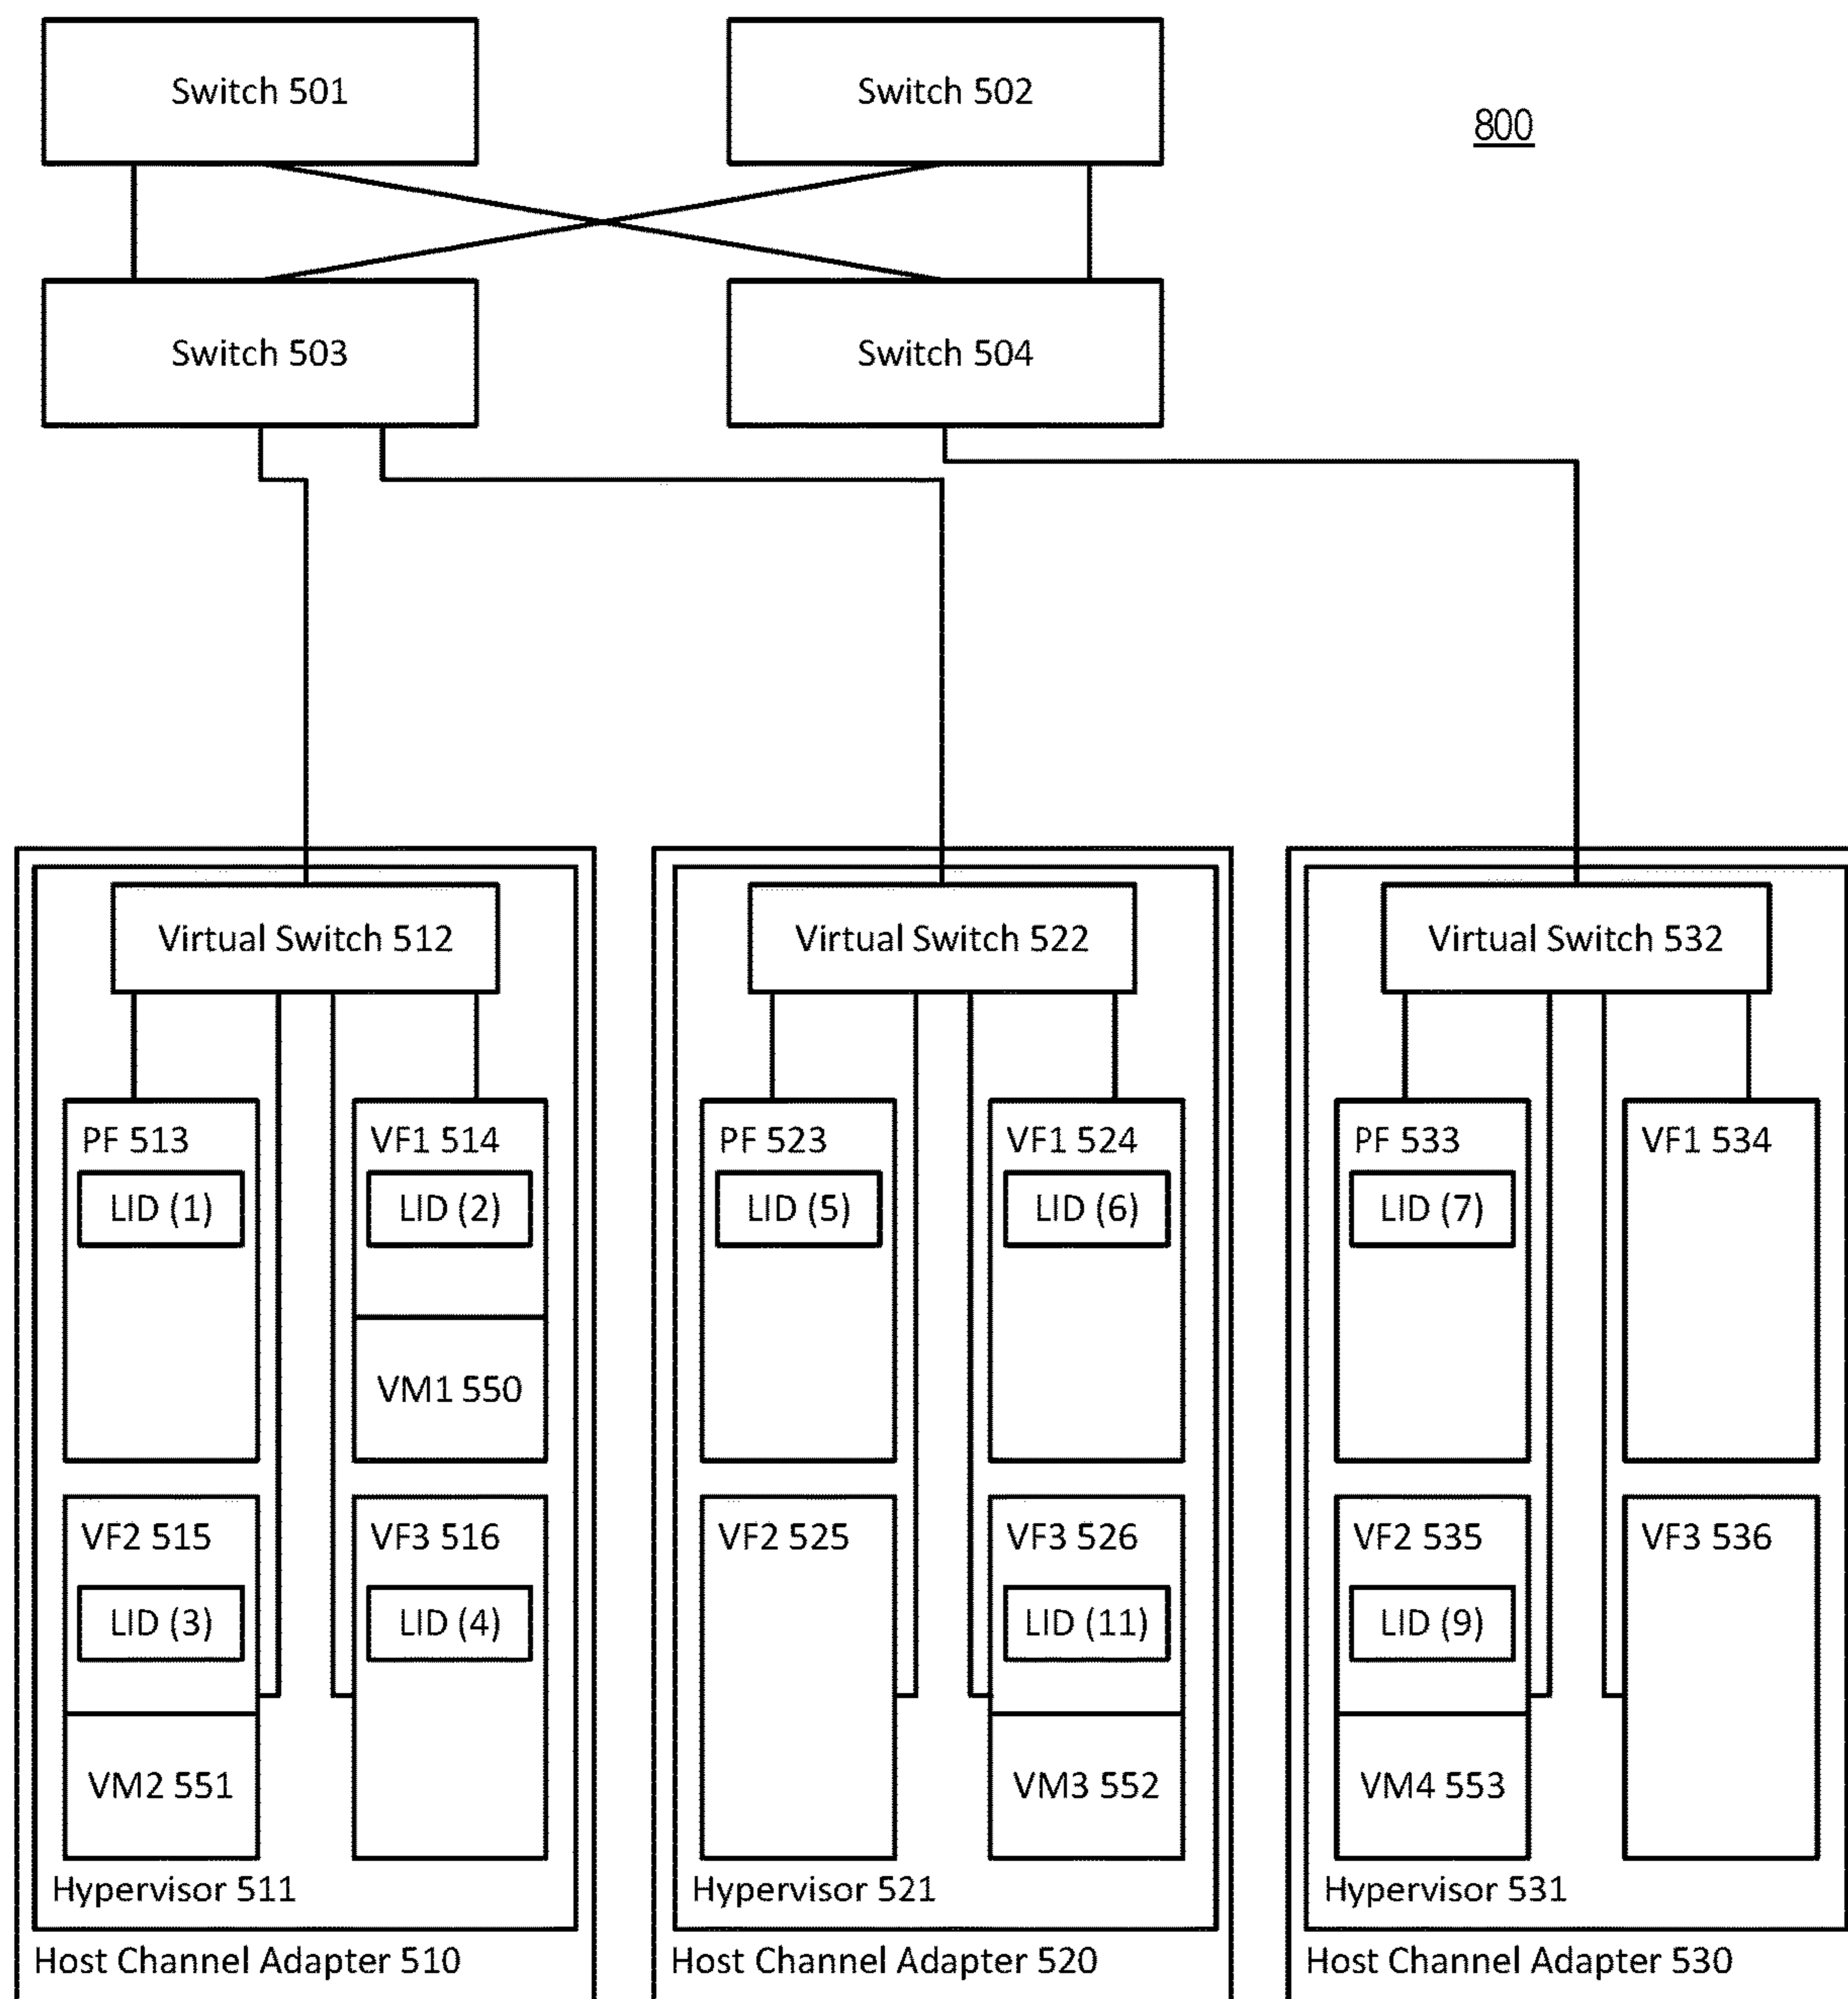 Switch 501
Switch 502
800
Switch 503
Switch 504
Virtual Switch 512
Virtual Switch 522
Virtual Switch 532
PF 513
LID (1)
VF1 514
LID (2)
VM1 550
VF2 515
LID (3)
VM2 551
VF3 516
LID (4)
Hypervisor 511
Host Channel Adapter 510
PF 523
LID (5)
VF1 524
LID (6)
VF2 525
VF3 526
LID (11)
VM3 552
Hypervisor 521
Host Channel Adapter 520
PF 533
LID (7)
VF1 534
VF2 535
LID (9)
VM4 553
VF3 536
Hypervisor 531
Host Channel Adapter 530